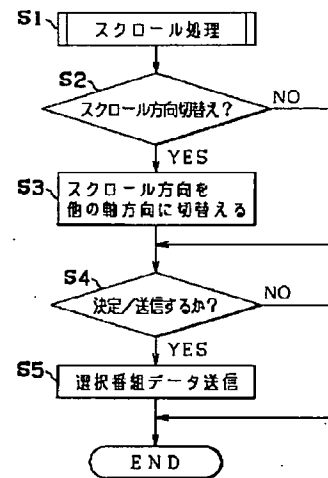 S1
スクロール処理
S2
スクロール方向切替え?
NO
YES
S3
スクロール方向を
他の軸方向に切替える
S4
決定/送信するか?
NO
YES
S5
選択番組データ送信
END